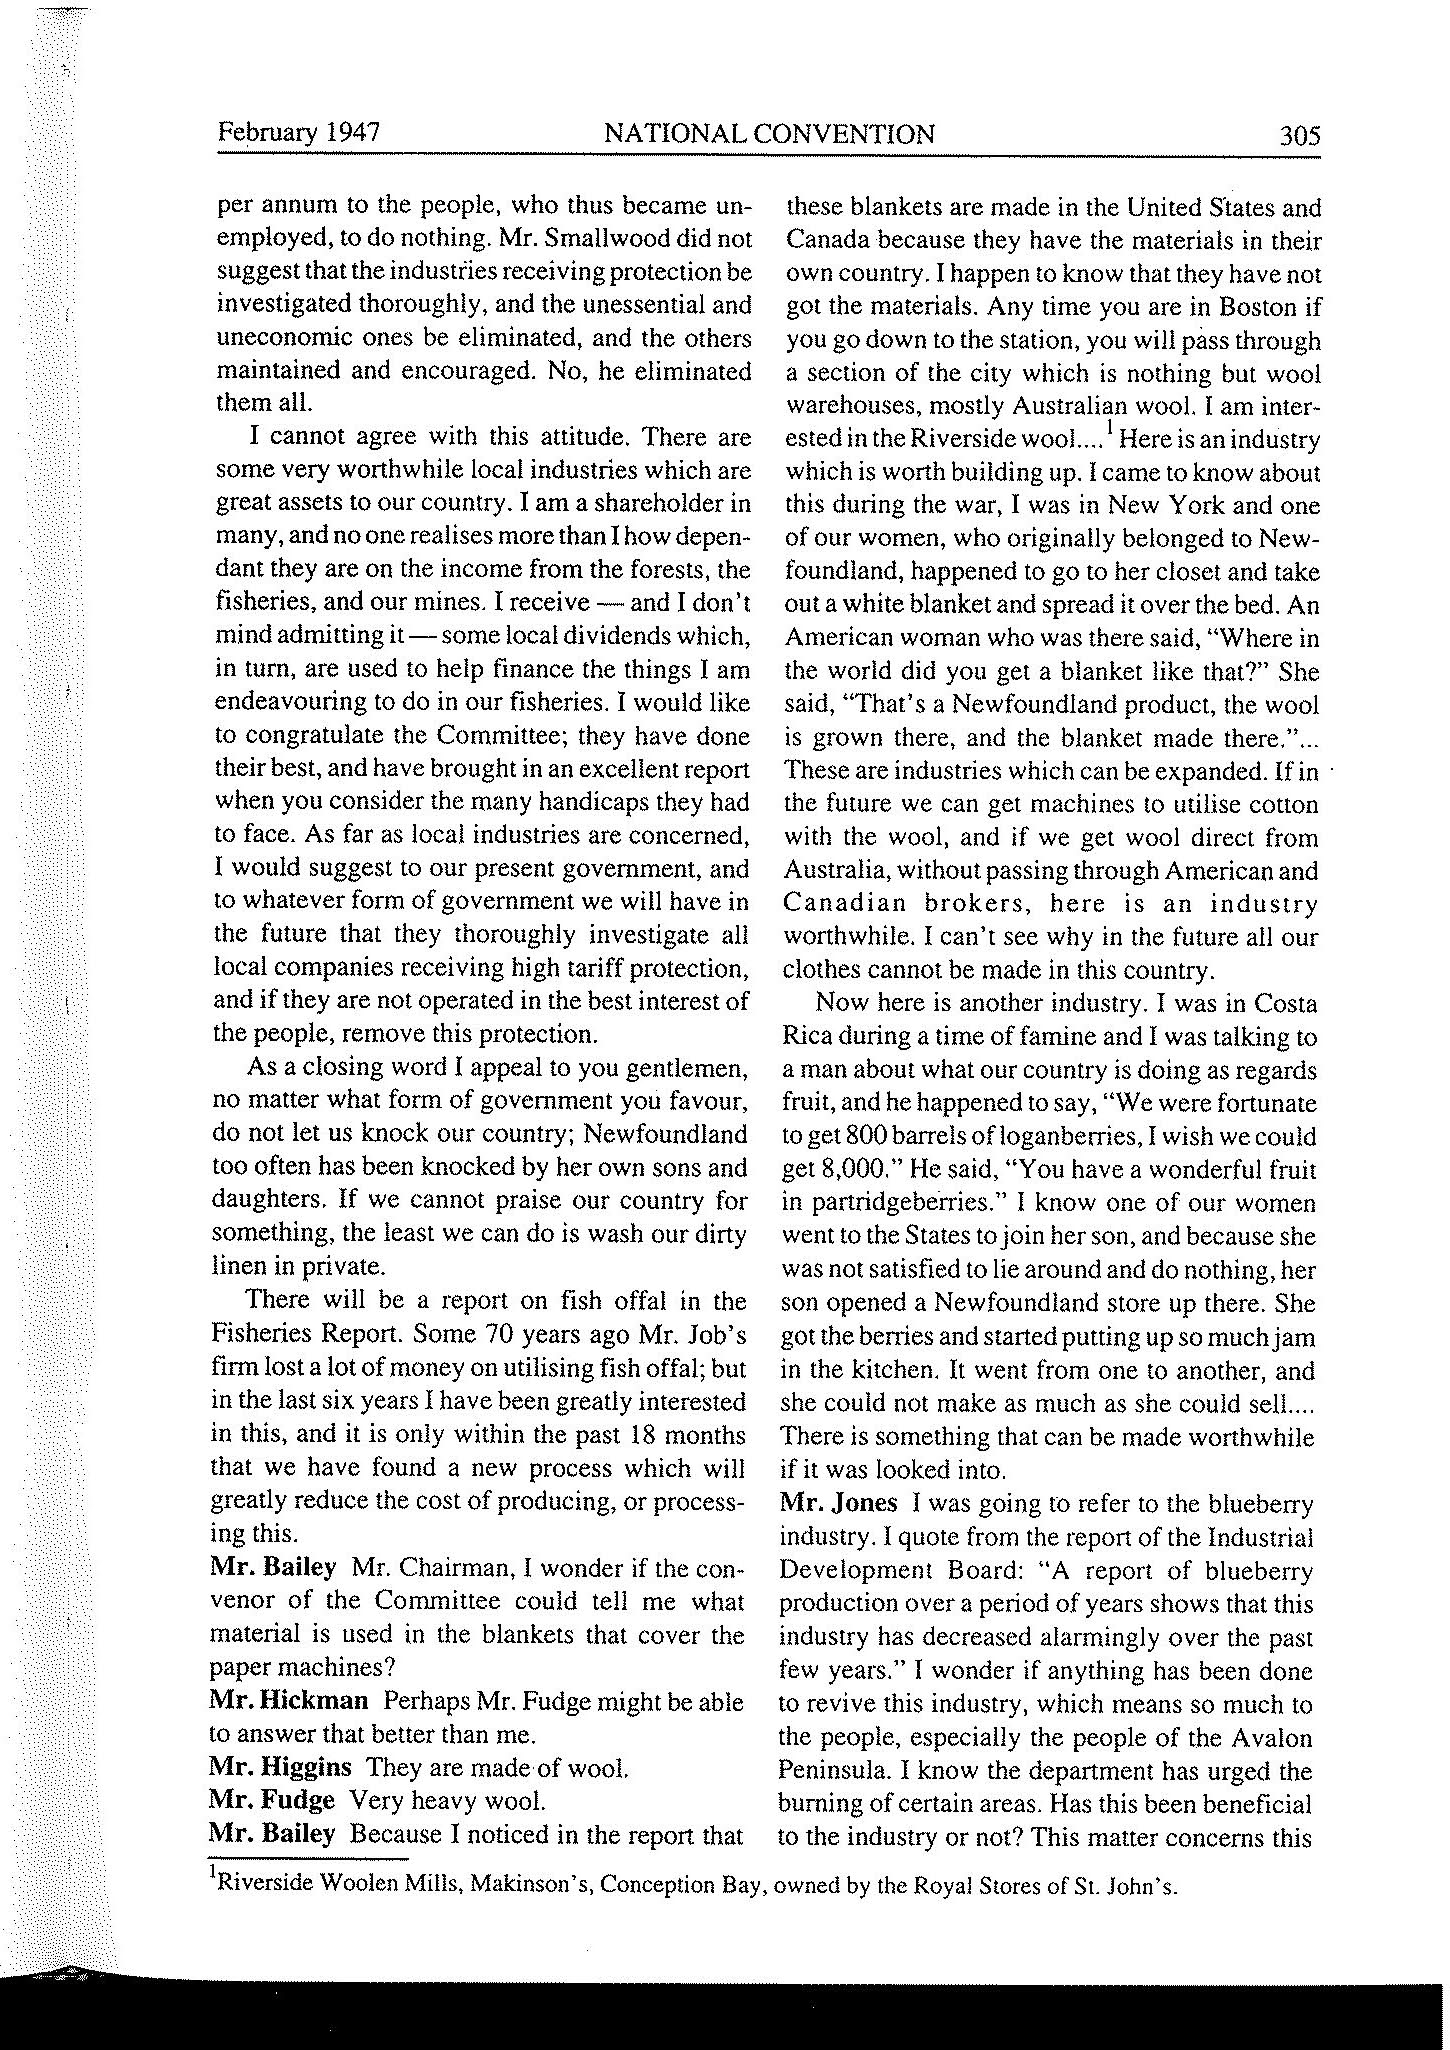 February 1947 NATIONAL CONVENTION 305
per annum to the people, who thus became un-
employed, to do nothing. Mr. Smallwood did not
suggest that the industries receiving protection be
investigated thoroughly, and the unessential and
uneconomic ones be eliminated, and the others
maintained and encouraged. No, he eliminated
them all.
I cannot agree with this attitude. There are
some very worthwhile local industries which are
great assets to our country. I am a shareholder in
many, and no one realises more than I how depen-
dant they are on the income from the forests, the
fisheries, and our mines. I receive — and I don't
mind admitting it — some local dividends which,
in turn, are used to help finance the things I am
endeavouring to do in our fisheries. I would like
to congratulate the Committee; they have done
their best, and have brought in an excellent report
when you consider the many handicaps they had
to face. As far as local industries are concerned,
I would suggest to our present government, and
to whatever form of government we will have in
the future that they thoroughly investigate all
local companies receiving high tariff protection,
and if they are not operated in the best interest of
the people, remove this protection.
As a closing word I appeal to you gentlemen,
no matter what form of government you favour,
do not let us knock our country; Newfoundland
too often has been knocked by her own sons and
daughters. If we cannot praise our country for
something, the least we can do is wash our dirty
linen in private.
There will be a report on fish offal in the
Fisheries Report. Some 70 years ago Mr. Job's
firm lost a lot of money on utilising fish offal; but
in the last six years I have been greatly interested
in this, and it is only within the past 18 months
that we have found a new process which will
greatly reduce the cost of producing, or process-
ing this.
Mr. Bailey Mr. Chairman, I wonder if the con-
venor of the Committee could tell me what
material is used in the blankets that cover the
paper machines?
Mr. Hickman Perhaps Mr. Fudge might be able
to answer that better than me.
Mr. Higgins They are made of wool.
Mr. Fudge Very heavy wool.
Mr. Bailey Because I noticed in the report that
these blankets are made in the United States and
Canada because they have the materials in their
own country. I happen to know that they have not
got the materials. Any time you are in Boston if
you go down to the station, you will pass through
a section of the city which is nothing but wool
warehouses, mostly Australian wool. I am inter-
ested in the Riverside wool....1 Here is an industry
which is worth building up. I came to know about
this during the war, I was in New York and one
of our women, who originally belonged to New-
foundland, happened to go to her closet and take
out a white blanket and spread it over the bed. An
American woman who was there said, "Where in
the world did you get a blanket like that?" She
said, "That's a Newfoundland product, the wool
is grown there, and the blanket made there."...
These are industries which can be expanded. If in
the future we can get machines to utilise cotton
with the wool, and if we get wool direct from
Australia, without passing through American and
Canadian brokers, here is an industry
worthwhile. I can't see why in the future all our
clothes cannot be made in this country.
Now here is another industry. I was in Costa
Rica during a time of famine and I was talking to
a man about what our country is doing as regards
fruit, and he happened to say, "We were fortunate
to get 800 barrels of loganberries, I wish we could
get 8,000." He said, "You have a wonderful fruit
in partridgeberries." I know one of our women
went to the States to join her son, and because she
was not satisfied to lie around and do nothing, her
son opened a Newfoundland store up there. She
got the berries and started putting up so much jam
in the kitchen. It went from one to another, and
she could not make as much as she could sell....
There is something that can be made worthwhile
if it was looked into.
Mr. Jones I was going to refer to the blueberry
industry. I quote from the report of the Industrial
Development Board: "A report of blueberry
production over a period of years shows that this
industry has decreased alarmingly over the past
few years." I wonder if anything has been done
to revive this industry, which means so much to
the people, especially the people of the Avalon
Peninsula. I know the department has urged the
burning of certain areas. Has this been beneficial
to the industry or not? This matter concerns this
1Riverside Woolen Mills, Makinson's, Conception Bay, owned by the Royal Stores of St. John's.